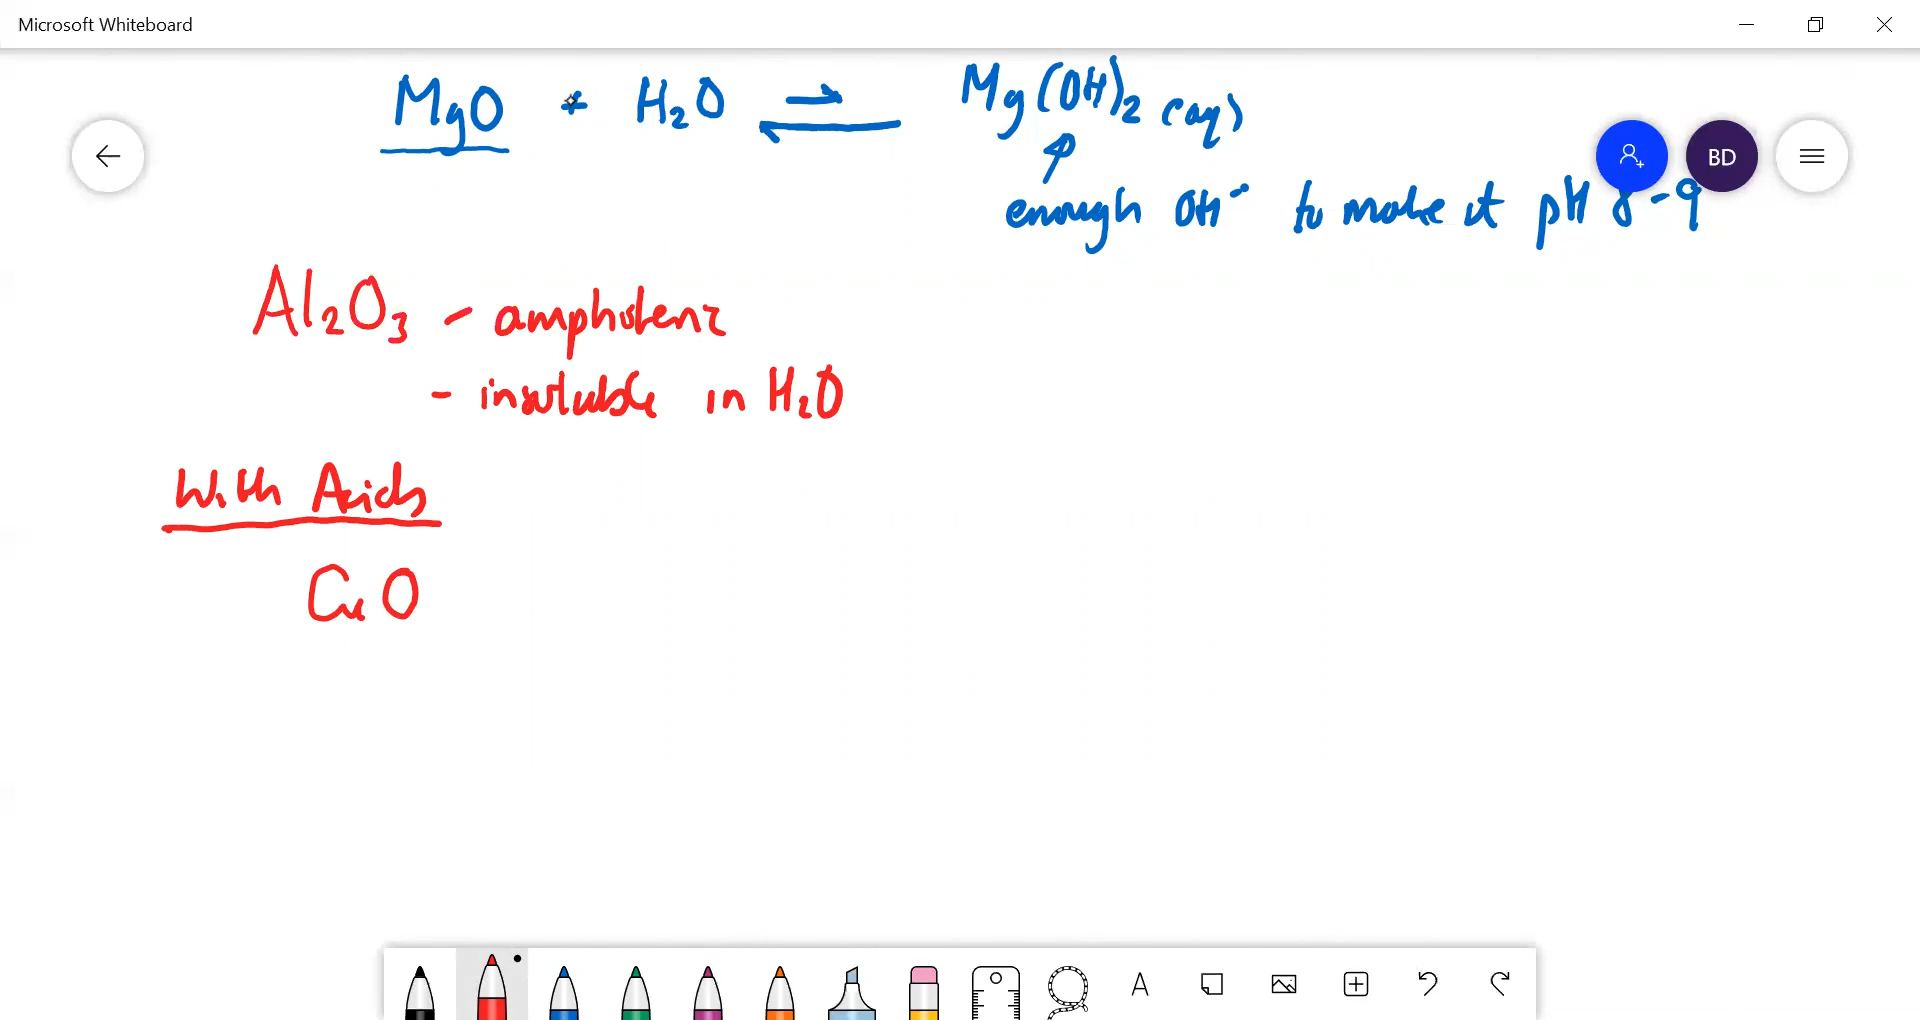 Microsoft Whiteboard
MgO + H₂O ⇌ Mg(OH)₂ (aq)
BD
enough OH⁻ to make it pH 8-9
Al₂O₃ - amphoteric
- insoluble in H₂O
With Acids
CuO
A